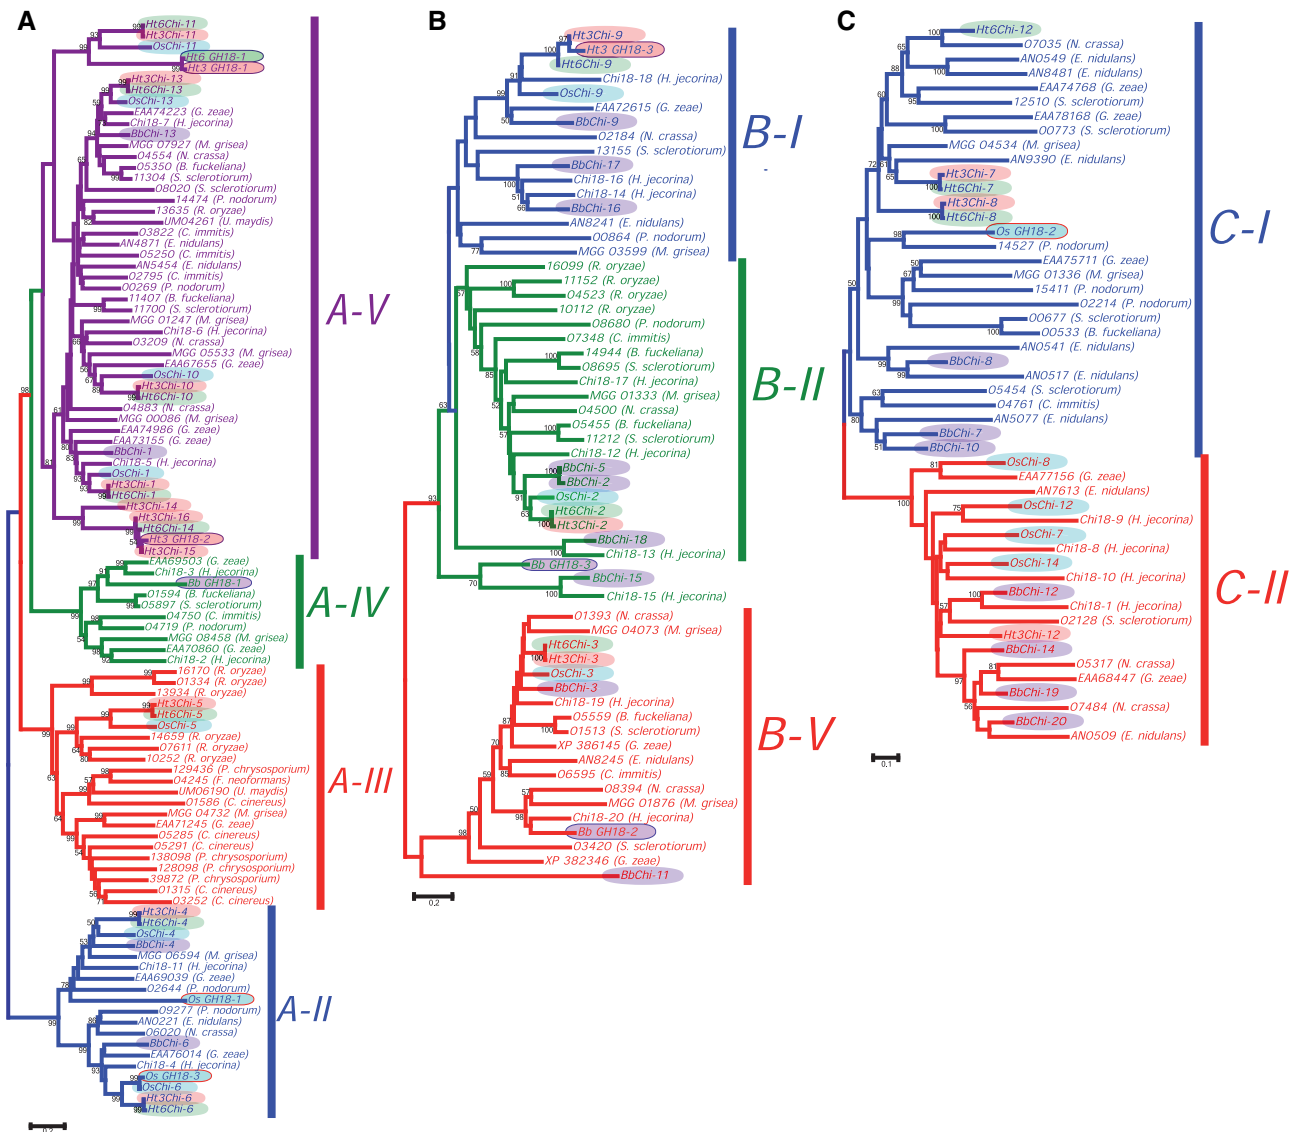 A
Ht6Chi-11
Ht3Chi-11
OsChi-11
Ht6 GH18-1
Ht3 GH18-1
Ht3Chi-13
Ht6Chi-13
OsChi-13
EAA74223 (G. zeae)
Chi18-7 (H. jecorina)
BbChi-13
MGG 07927 (M. grisea)
04554 (N. crassa)
05350 (B. fuckeliana)
11304 (S. sclerotiorum)
08020 (S. sclerotiorum)
14474 (P. nodorum)
13635 (R. oryzae)
UM04261 (U. maydis)
03822 (C. immitis)
AN4871 (E. nidulans)
05250 (C. immitis)
AN5454 (E. nidulans)
02795 (C. immitis)
00269 (P. nodorum)
11407 (B. fuckeliana)
11700 (S. sclerotiorum)
MGG 01247 (M. grisea)
Chi18-6 (H. jecorina)
03209 (N. crassa)
MGG 05533 (M. grisea)
EAA67655 (G. zeae)
OsChi-10
Ht3Chi-10
Ht6Chi-10
04883 (N. crassa)
MGG 00086 (M. grisea)
EAA74986 (G. zeae)
EAA73155 (G. zeae)
BbChi-1
Chi18-5 (H. jecorina)
OsChi-1
Ht3Chi-1
Ht6Chi-1
Ht3Chi-14
Ht3Chi-16
Ht6Chi-14
Ht3 GH18-2
Ht3Chi-15
A-V
EAA69503 (G. zeae)
Chi18-3 (H. jecorina)
Bb GH18-1
01594 (B. fuckeliana)
05897 (S. sclerotiorum)
04750 (C. immitis)
04719 (P. nodorum)
MGG 08458 (M. grisea)
EAA70860 (G. zeae)
Chi18-2 (H. jecorina)
A-IV
16170 (R. oryzae)
01334 (R. oryzae)
13934 (R. oryzae)
Ht3Chi-5
Ht6Chi-5
OsChi-5
14659 (R. oryzae)
07611 (R. oryzae)
10252 (R. oryzae)
129436 (P. chrysosporium)
04245 (F. neoformans)
UM06190 (U. maydis)
01586 (C. cinereus)
MGG 04732 (M. grisea)
EAA71245 (G. zeae)
05285 (C. cinereus)
05291 (C. cinereus)
138098 (P. chrysosporium)
128098 (P. chrysosporium)
39872 (P. chrysosporium)
01315 (C. cinereus)
03252 (C. cinereus)
A-III
Ht3Chi-4
Ht6Chi-4
OsChi-4
BbChi-4
MGG 06594 (M. grisea)
Chi18-11 (H. jecorina)
EAA69039 (G. zeae)
02644 (P. nodorum)
Os GH18-1
09277 (P. nodorum)
AN0221 (E. nidulans)
06020 (N. crassa)
BbChi-6
EAA76014 (G. zeae)
Chi18-4 (H. jecorina)
Os GH18-3
OsChi-6
Ht3Chi-6
Ht6Chi-6
A-II
0.2
B
Ht3Chi-9
Ht3 GH18-3
Ht6Chi-9
Chi18-18 (H. jecorina)
OsChi-9
EAA72615 (G. zeae)
BbChi-9
02184 (N. crassa)
13155 (S. sclerotiorum)
BbChi-17
Chi18-16 (H. jecorina)
Chi18-14 (H. jecorina)
BbChi-16
AN8241 (E. nidulans)
00864 (P. nodorum)
MGG 03599 (M. grisea)
B-I
16099 (R. oryzae)
11152 (R. oryzae)
04523 (R. oryzae)
10112 (R. oryzae)
08680 (P. nodorum)
07348 (C. immitis)
14944 (B. fuckeliana)
08695 (S. sclerotiorum)
Chi18-17 (H. jecorina)
MGG 01333 (M. grisea)
04500 (N. crassa)
05455 (B. fuckeliana)
11212 (S. sclerotiorum)
Chi18-12 (H. jecorina)
BbChi-5
BbChi-2
OsChi-2
Ht6Chi-2
Ht3Chi-2
BbChi-18
Chi18-13 (H. jecorina)
Bb GH18-3
BbChi-15
Chi18-15 (H. jecorina)
B-II
01393 (N. crassa)
MGG 04073 (M. grisea)
Ht6Chi-3
Ht3Chi-3
OsChi-3
BbChi-3
Chi18-19 (H. jecorina)
05559 (B. fuckeliana)
01513 (S. sclerotiorum)
XP 386145 (G. zeae)
AN8245 (E. nidulans)
06595 (C. immitis)
08394 (N. crassa)
MGG 01876 (M. grisea)
Chi18-20 (H. jecorina)
Bb GH18-2
03420 (S. sclerotiorum)
XP 382346 (G. zeae)
BbChi-11
B-V
0.2
C
Ht6Chi-12
07035 (N. crassa)
AN0549 (E. nidulans)
AN8481 (E. nidulans)
EAA74768 (G. zeae)
12510 (S. sclerotiorum)
EAA78168 (G. zeae)
00773 (S. sclerotiorum)
MGG 04534 (M. grisea)
AN9390 (E. nidulans)
Ht3Chi-7
Ht6Chi-7
Ht3Chi-8
Ht6Chi-8
Os GH18-2
14527 (P. nodorum)
EAA75711 (G. zeae)
MGG 01336 (M. grisea)
15411 (P. nodorum)
02214 (P. nodorum)
00677 (S. sclerotiorum)
00533 (B. fuckeliana)
AN0541 (E. nidulans)
BbChi-8
AN0517 (E. nidulans)
05454 (S. sclerotiorum)
04761 (C. immitis)
AN5077 (E. nidulans)
BbChi-7
BbChi-10
C-I
OsChi-8
EAA77156 (G. zeae)
AN7613 (E. nidulans)
OsChi-12
Chi18-9 (H. jecorina)
OsChi-7
Chi18-8 (H. jecorina)
OsChi-14
Chi18-10 (H. jecorina)
BbChi-12
Chi18-1 (H. jecorina)
02128 (S. sclerotiorum)
Ht3Chi-12
BbChi-14
05317 (N. crassa)
EAA68447 (G. zeae)
BbChi-19
07484 (N. crassa)
BbChi-20
AN0509 (E. nidulans)
C-II
0.1